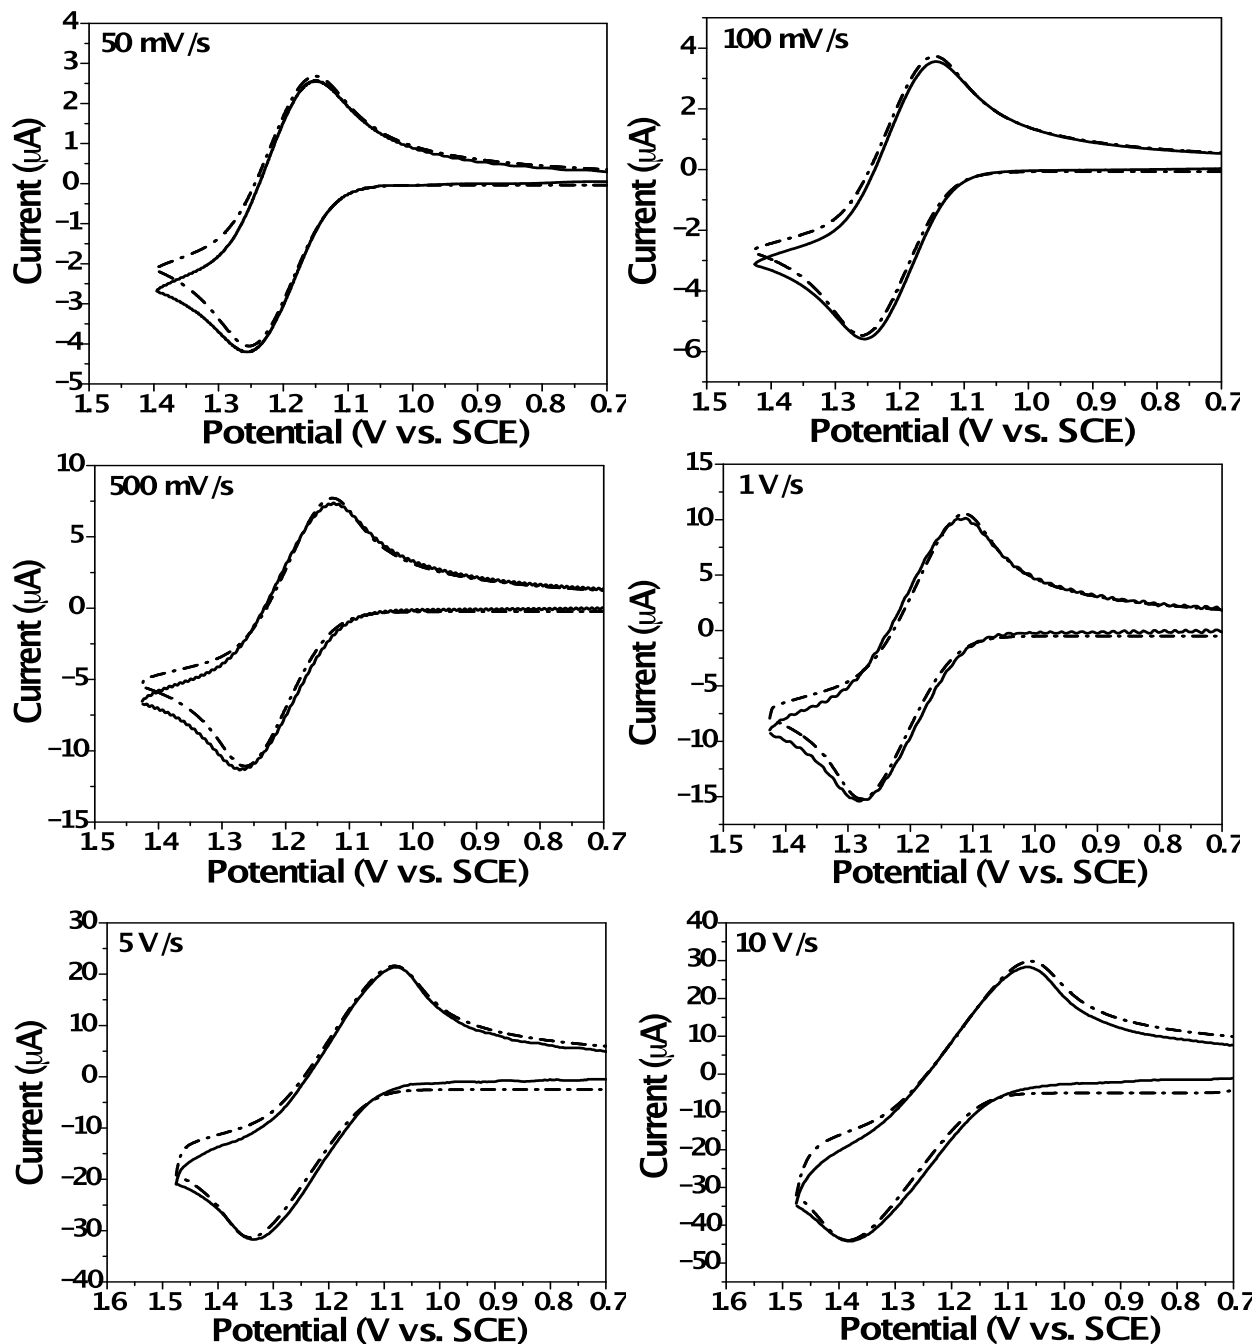 50 mV/s
Current (μA)
4
3
2
1
0
−1
−2
−3
−4
−5
1.5 1.4 1.3 1.2 1.1 1.0 0.9 0.8 0.7
Potential (V vs. SCE)
100 mV/s
Current (μA)
4
2
0
−2
−4
−6
1.5 1.4 1.3 1.2 1.1 1.0 0.9 0.8 0.7
Potential (V vs. SCE)
500 mV/s
Current (μA)
10
5
0
−5
−10
−15
1.5 1.4 1.3 1.2 1.1 1.0 0.9 0.8 0.7
Potential (V vs. SCE)
1 V/s
Current (μA)
15
10
5
0
−5
−10
−15
1.5 1.4 1.3 1.2 1.1 1.0 0.9 0.8 0.7
Potential (V vs. SCE)
5 V/s
Current (μA)
30
20
10
0
−10
−20
−30
−40
1.6 1.5 1.4 1.3 1.2 1.1 1.0 0.9 0.8 0.7
Potential (V vs. SCE)
10 V/s
Current (μA)
40
30
20
10
0
−10
−20
−30
−40
−50
1.6 1.5 1.4 1.3 1.2 1.1 1.0 0.9 0.8 0.7
Potential (V vs. SCE)